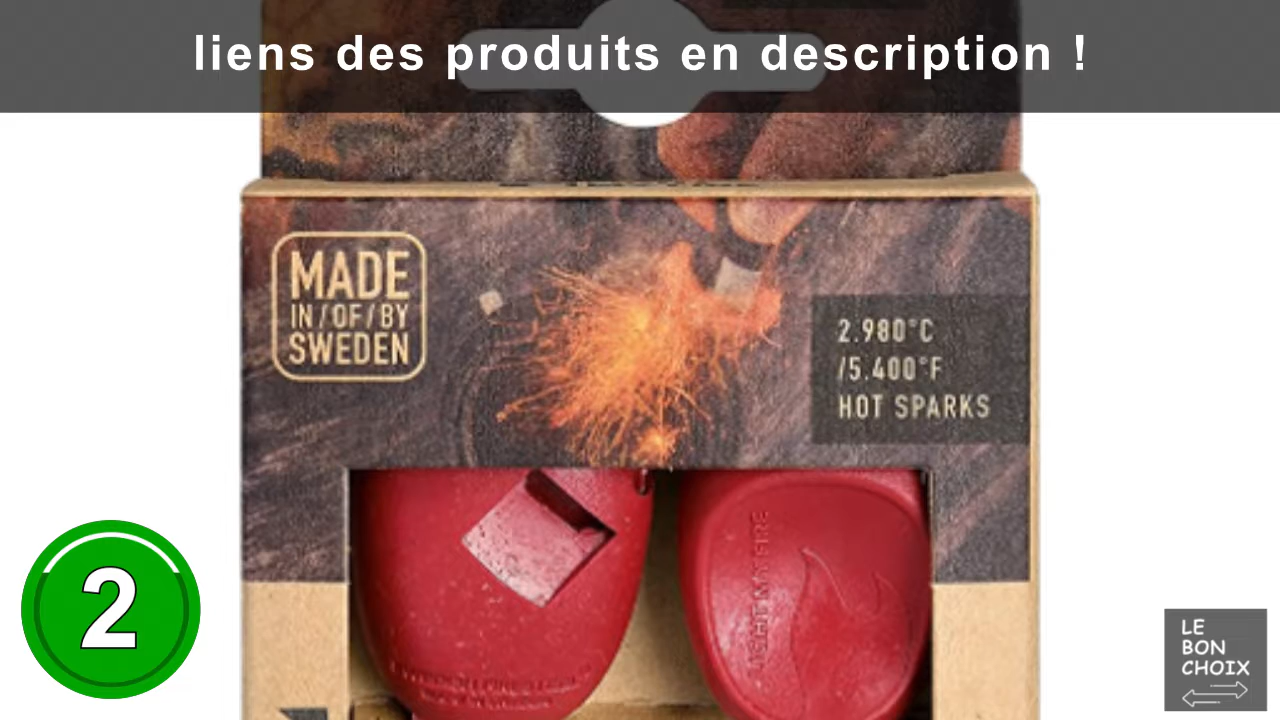 liens des produits en description !
MADE
IN/OF/BY
SWEDEN
2.980°C
/5.400°F
HOT SPARKS
LIGHT MY FIRE
2
LE
BON
CHOIX